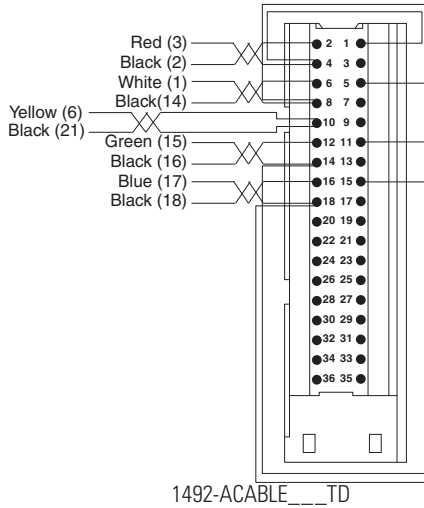 Red (3)
Black (2)
White (1)
Black(14)
Yellow (6)
Black (21)
Green (15)
Black (16)
Blue (17)
Black (18)
2 1
4 3
6 5
8 7
10 9
12 11
14 13
16 15
18 17
20 19
22 21
24 23
26 25
28 27
30 29
32 31
34 33
36 35
1492-ACABLE___TD